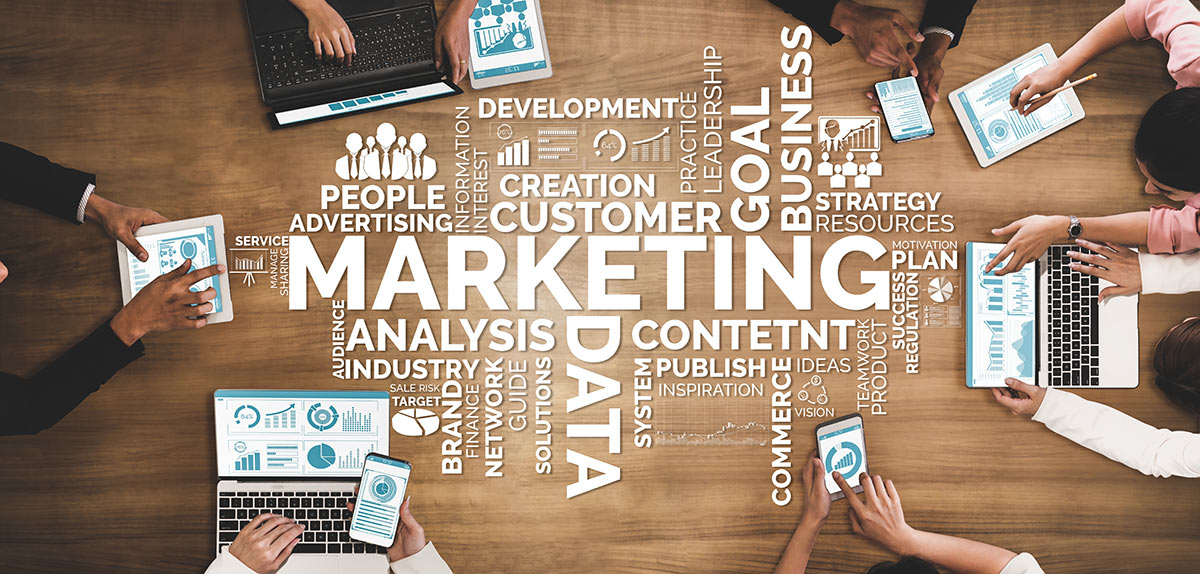 DEVELOPMENT
PRACTICE
LEADERSHIP
GOAL
BUSINESS
INFORMATION
INTEREST
64%
PEOPLE
CREATION
STRATEGY
ADVERTISING
CUSTOMER
RESOURCES
SERVICE
MANAGE
SHARING
MARKETING
MOTIVATION
PLAN
SUCCESS
REGULATION
AUDIENCE
ANALYSIS
DATA
CONTETNT
TEAMWORK
PRODUCT
INDUSTRY
SYSTEM
PUBLISH
IDEAS
SALE RISK
INSPIRATION
TARGET
BRAND
FINANCE
NETWORK
GUIDE
SOLUTIONS
COMMERCE
VISION
64%